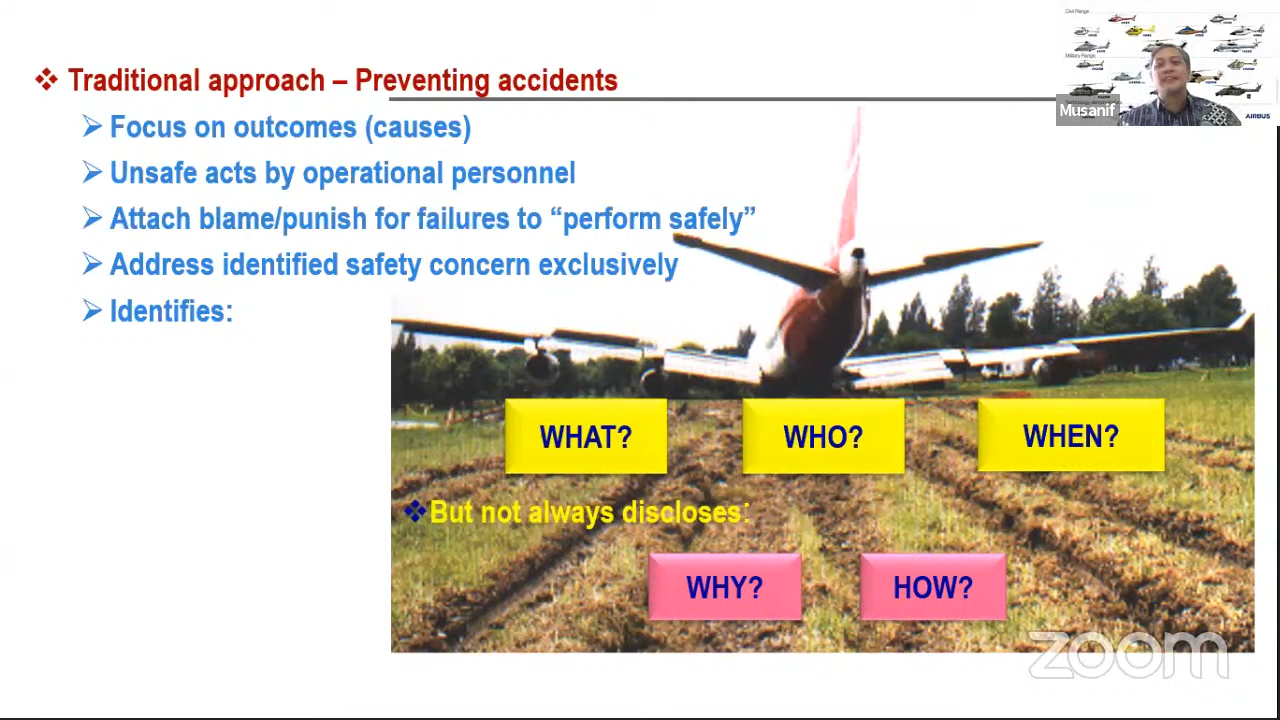 ❖ Traditional approach – Preventing accidents
➢ Focus on outcomes (causes)
➢ Unsafe acts by operational personnel
➢ Attach blame/punish for failures to “perform safely”
➢ Address identified safety concern exclusively
➢ Identifies:
WHAT? WHO? WHEN?
❖But not always discloses:
WHY? HOW?
Musanif
AIRBUS
zoom